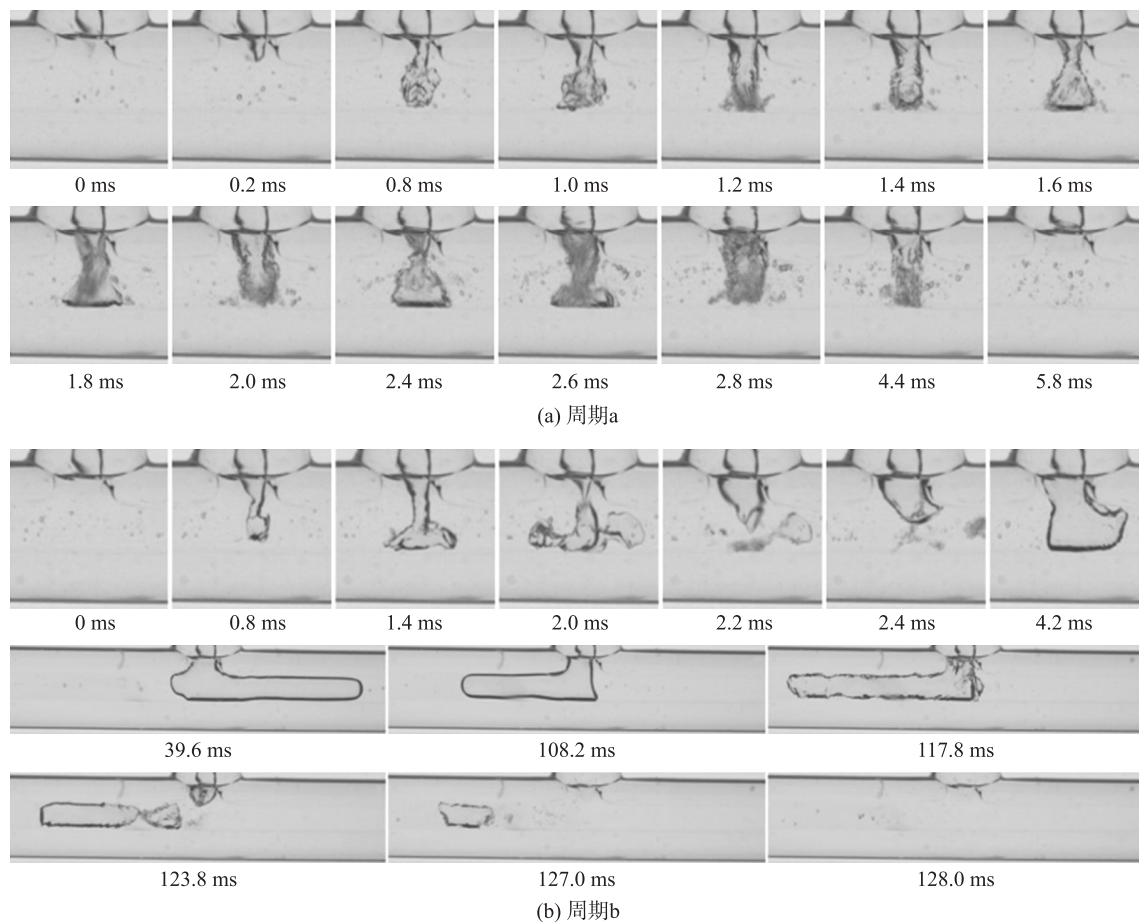 0 ms 0.2 ms 0.8 ms 1.0 ms 1.2 ms 1.4 ms 1.6 ms
1.8 ms 2.0 ms 2.4 ms 2.6 ms 2.8 ms 4.4 ms 5.8 ms
(a) 周期a
0 ms 0.8 ms 1.4 ms 2.0 ms 2.2 ms 2.4 ms 4.2 ms
39.6 ms 108.2 ms 117.8 ms
123.8 ms 127.0 ms 128.0 ms
(b) 周期b